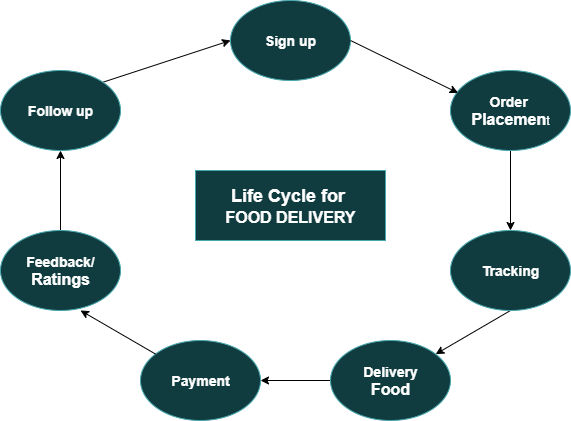 Sign up
Order
Placement
Tracking
Delivery
Food
Payment
Feedback/
Ratings
Follow up
Life Cycle for
FOOD DELIVERY